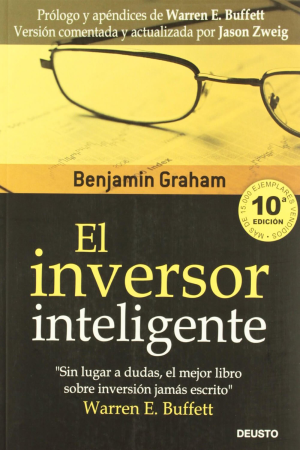 Prólogo y apéndices de Warren E. Buffett
Versión comentada y actualizada por Jason Zweig
Benjamin Graham
MÁS DE 15.000 EJEMPLARES VENDIDOS
10ª
EDICIÓN
El
inversor
inteligente
"Sin lugar a dudas, el mejor libro
sobre inversión jamás escrito"
Warren E. Buffett
DEUSTO